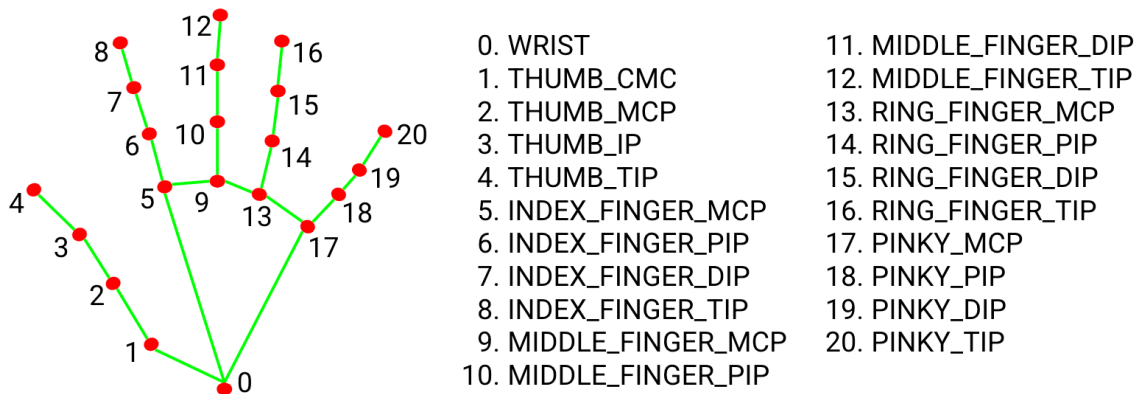 12
8
16
11
7
15
10
20
6
14
19
4
5
9
13
18
3
17
2
1
0
0. WRIST
1. THUMB_CMC
2. THUMB_MCP
3. THUMB_IP
4. THUMB_TIP
5. INDEX_FINGER_MCP
6. INDEX_FINGER_PIP
7. INDEX_FINGER_DIP
8. INDEX_FINGER_TIP
9. MIDDLE_FINGER_MCP
10. MIDDLE_FINGER_PIP
11. MIDDLE_FINGER_DIP
12. MIDDLE_FINGER_TIP
13. RING_FINGER_MCP
14. RING_FINGER_PIP
15. RING_FINGER_DIP
16. RING_FINGER_TIP
17. PINKY_MCP
18. PINKY_PIP
19. PINKY_DIP
20. PINKY_TIP